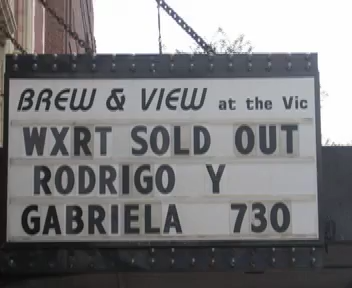 BREW & VIEW at the Vic
WXRT SOLD OUT
RODRIGO Y
GABRIELA 730